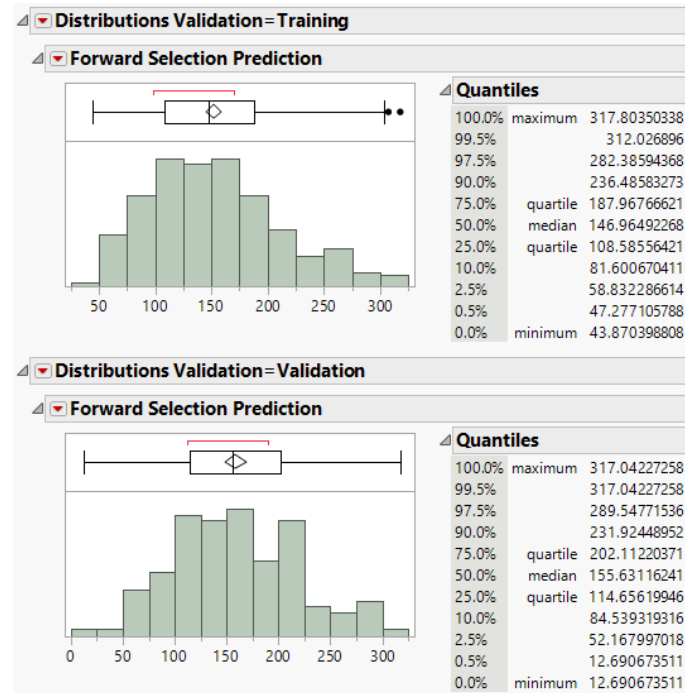 Distributions Validation=Training
Forward Selection Prediction
Quantiles
100.0% maximum 317.80350338
99.5% 312.026896
97.5% 282.38594368
90.0% 236.48583273
75.0% quartile 187.96766621
50.0% median 146.96492268
25.0% quartile 108.58556421
10.0% 81.600670411
2.5% 58.832286614
0.5% 47.277105788
0.0% minimum 43.870398808
50 100 150 200 250 300
Distributions Validation=Validation
Forward Selection Prediction
Quantiles
100.0% maximum 317.04227258
99.5% 317.04227258
97.5% 289.54771536
90.0% 231.92448952
75.0% quartile 202.11220371
50.0% median 155.63116241
25.0% quartile 114.65619946
10.0% 84.539319316
2.5% 52.167997018
0.5% 12.690673511
0.0% minimum 12.690673511
0 50 100 150 200 250 300